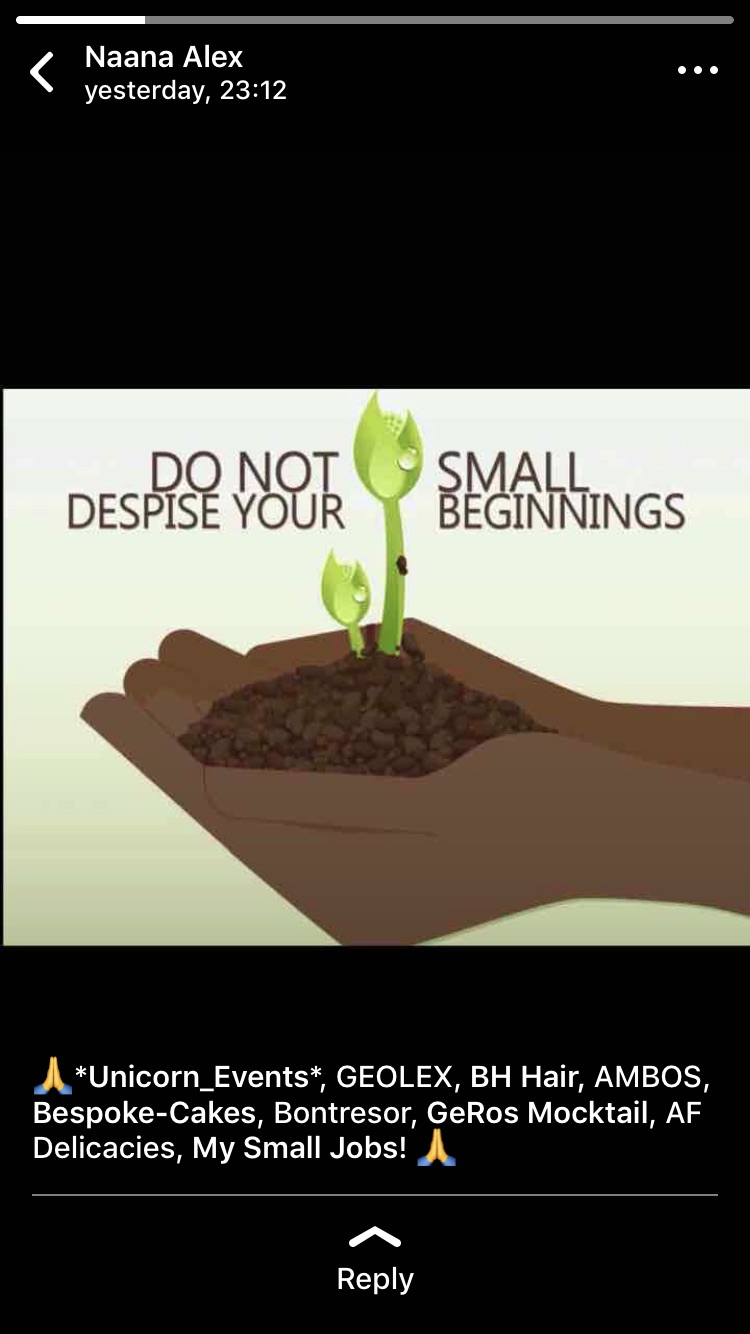 Naana Alex
yesterday, 23:12
DO NOT SMALL
DESPISE YOUR BEGINNINGS
🙏*Unicorn_Events*, GEOLEX, BH Hair, AMBOS,
Bespoke-Cakes, Bontresor, GeRos Mocktail, AF
Delicacies, My Small Jobs! 🙏
Reply